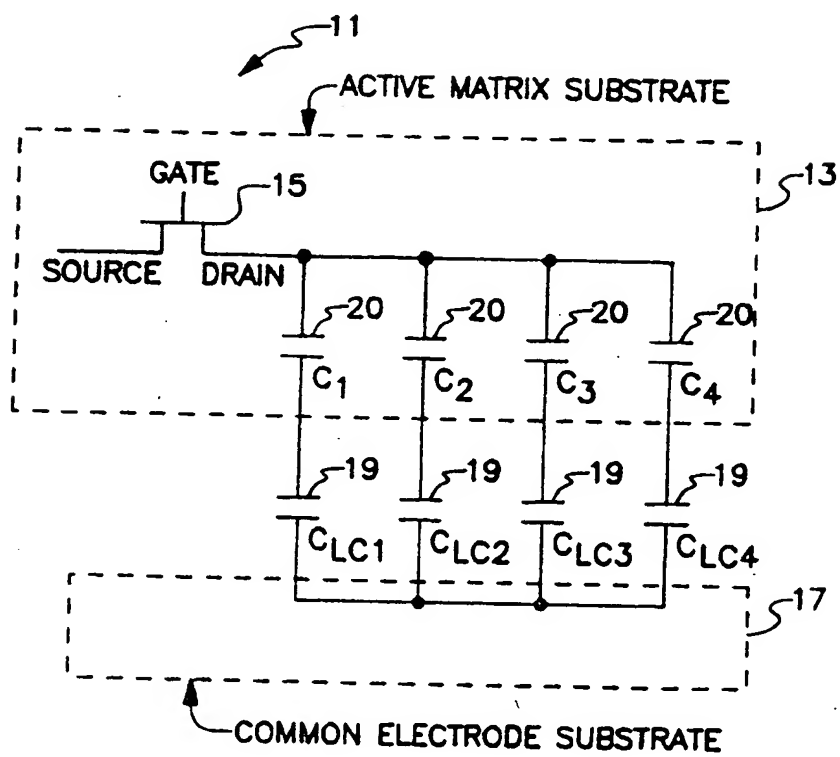 11
ACTIVE MATRIX SUBSTRATE
13
GATE
15
SOURCE DRAIN
20 20 20 20
C1 C2 C3 C4
19 19 19 19
CLC1 CLC2 CLC3 CLC4
17
COMMON ELECTRODE SUBSTRATE